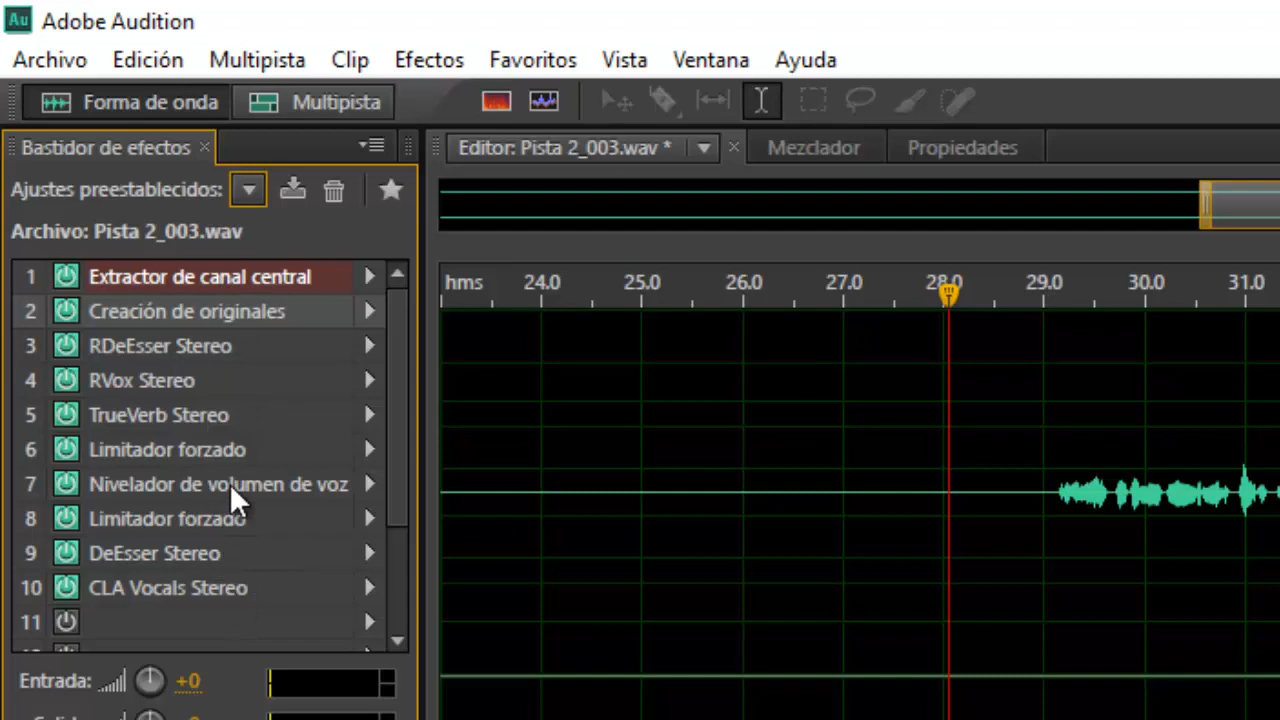 Au Adobe Audition
Archivo Edición Multipista Clip Efectos Favoritos Vista Ventana Ayuda
Forma de onda Multipista
Bastidor de efectos
Editor: Pista 2_003.wav * Mezclador Propiedades
Ajustes preestablecidos:
Archivo: Pista 2_003.wav
hms 24.0 25.0 26.0 27.0 28.0 29.0 30.0 31.0
1 Extractor de canal central
2 Creación de originales
3 RDeEsser Stereo
4 RVox Stereo
5 TrueVerb Stereo
6 Limitador forzado
7 Nivelador de volumen de voz
8 Limitador forzado
9 DeEsser Stereo
10 CLA Vocals Stereo
11
Entrada: +0